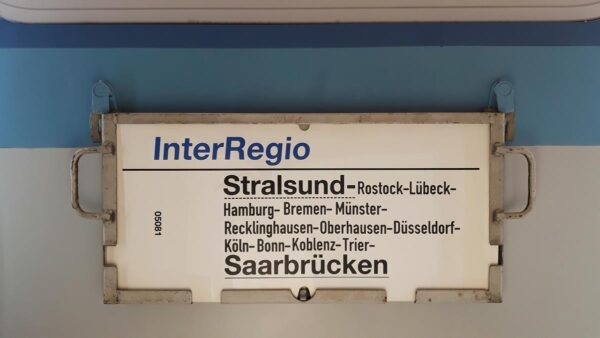 InterRegio
Stralsund-Rostock-Lübeck-
Hamburg- Bremen- Münster-
Recklinghausen-Oberhausen-Düsseldorf-
Köln- Bonn-Koblenz-Trier-
Saarbrücken
05081